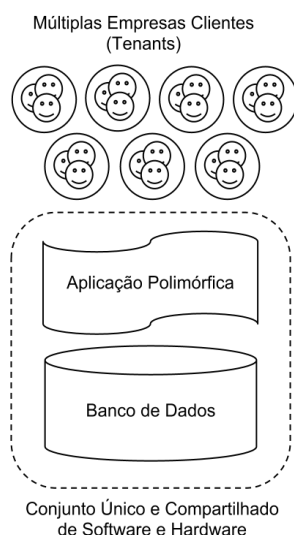 Múltiplas Empresas Clientes
(Tenants)
Aplicação Polimórfica
Banco de Dados
Conjunto Único e Compartilhado
de Software e Hardware